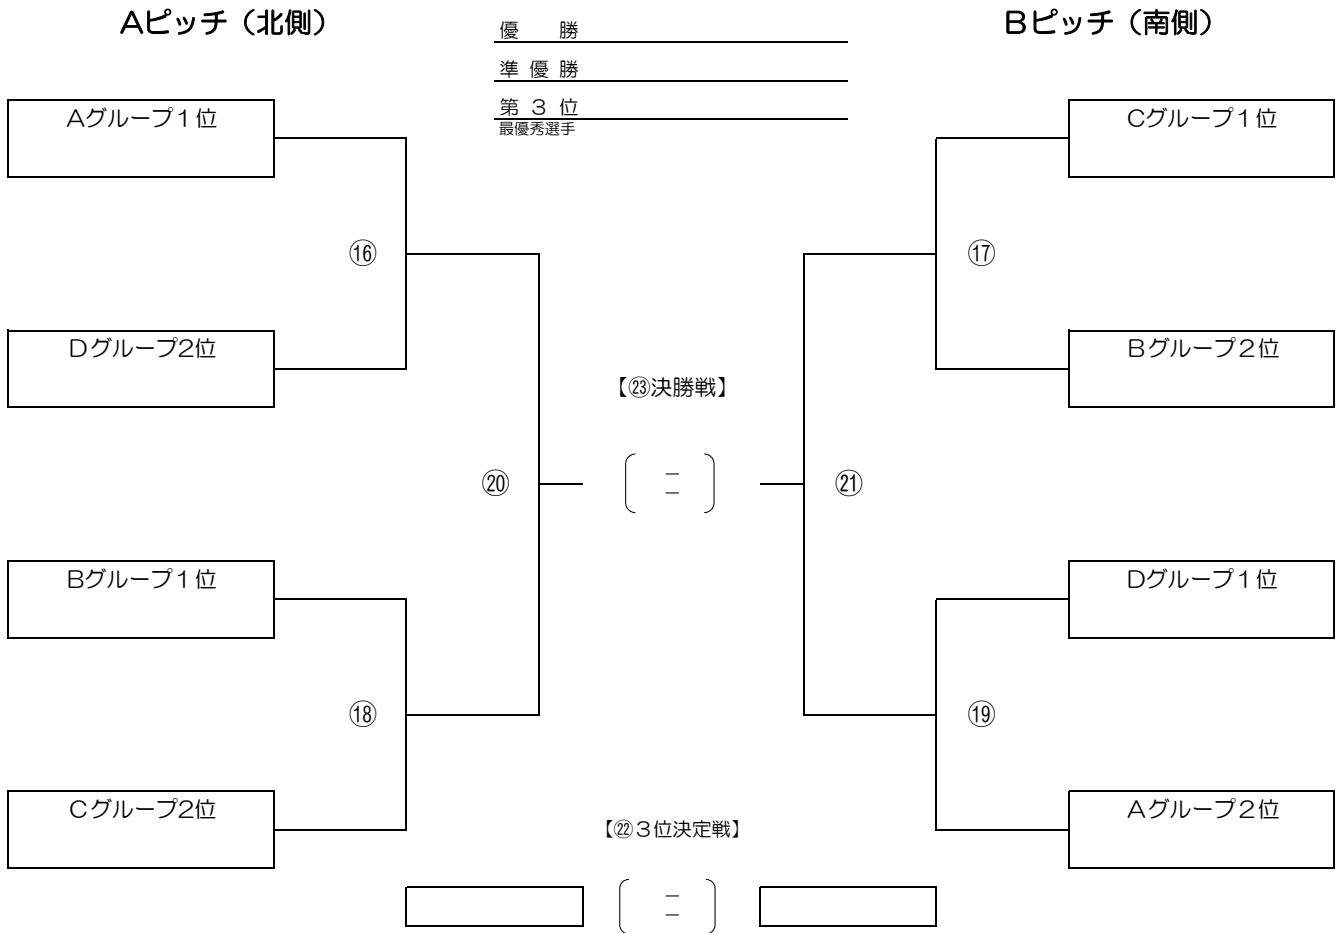 Aピッチ（北側）
優　　勝
Bピッチ（南側）
準 優 勝
第 ３ 位
最優秀選手
Aグループ１位
Cグループ１位
⑯
⑰
Dグループ2位
Bグループ２位
【㉓決勝戦】
⑳
〔 － 〕
－
㉑
Bグループ１位
Dグループ１位
⑱
⑲
Cグループ2位
Aグループ２位
【㉒３位決定戦】
〔 － 〕
－